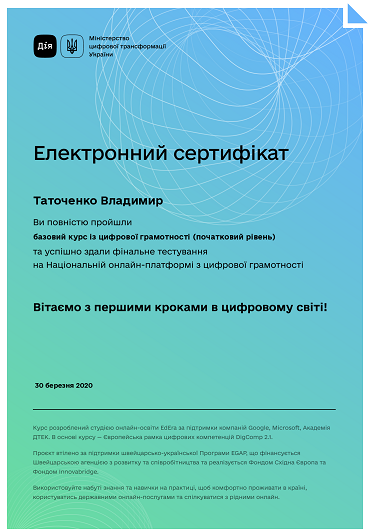 Дія
Міністерство
цифрової трансформації
України
Електронний сертифікат
Таточенко Владимир
Ви повністю пройшли
базовий курс із цифрової грамотності (початковий рівень)
та успішно здали фінальне тестування
на Національній онлайн-платформі з цифрової грамотності
Вітаємо з першими кроками в цифровому світі!
30 березня 2020
Курс розроблений студією онлайн-освіти EdEra за підтримки компаній Google, Microsoft, Академія
ДТЕК. В основі курсу — Європейська рамка цифрових компетенцій DigComp 2.1.
Проєкт втілено за підтримки швейцарсько-української Програми EGAP, що фінансується
Швейцарською агенцією з розвитку та співробітництва та реалізується Фондом Східна Європа та
Фондом Innovabridge.
Використовуйте набуті знання та навички на практиці, щоб комфортно проживати в країні,
користуватись державними онлайн-послугами та спілкуватися з рідними онлайн.